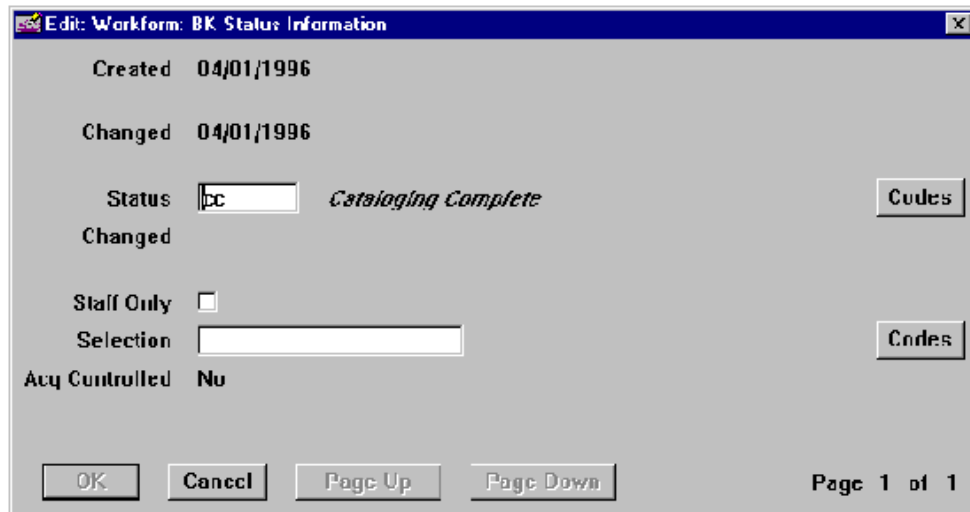 Edit: Workform: BK Status Information
Created 04/01/1996
Changed 04/01/1996
Status cc Cataloging Complete Codes
Changed
Staff Only
Selection Codes
Acq Controlled No
OK Cancel Page Up Page Down Page 1 of 1